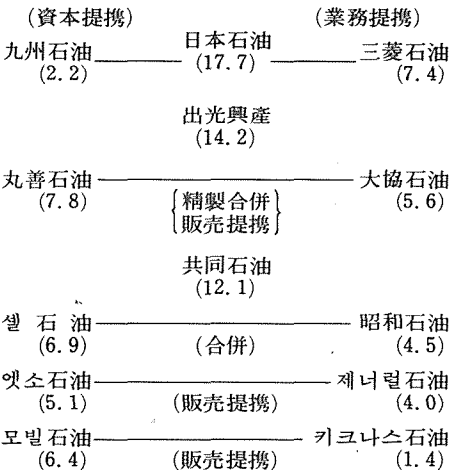 (資本提携) (業務提携)
九州石油 日本石油 三菱石油
(2.2) (17.7) (7.4)
出光興產
(14.2)
丸善石油 大協石油
(7.8) {精製合併 (5.6)
販売提携}
共同石油
(12.1)
셸石油 昭和石油
(6.9) (合併) (4.5)
엣소石油 제너럴石油
(5.1) (販売提携) (4.0)
모빌石油 키크나스石油
(6.4) (販売提携) (1.4)